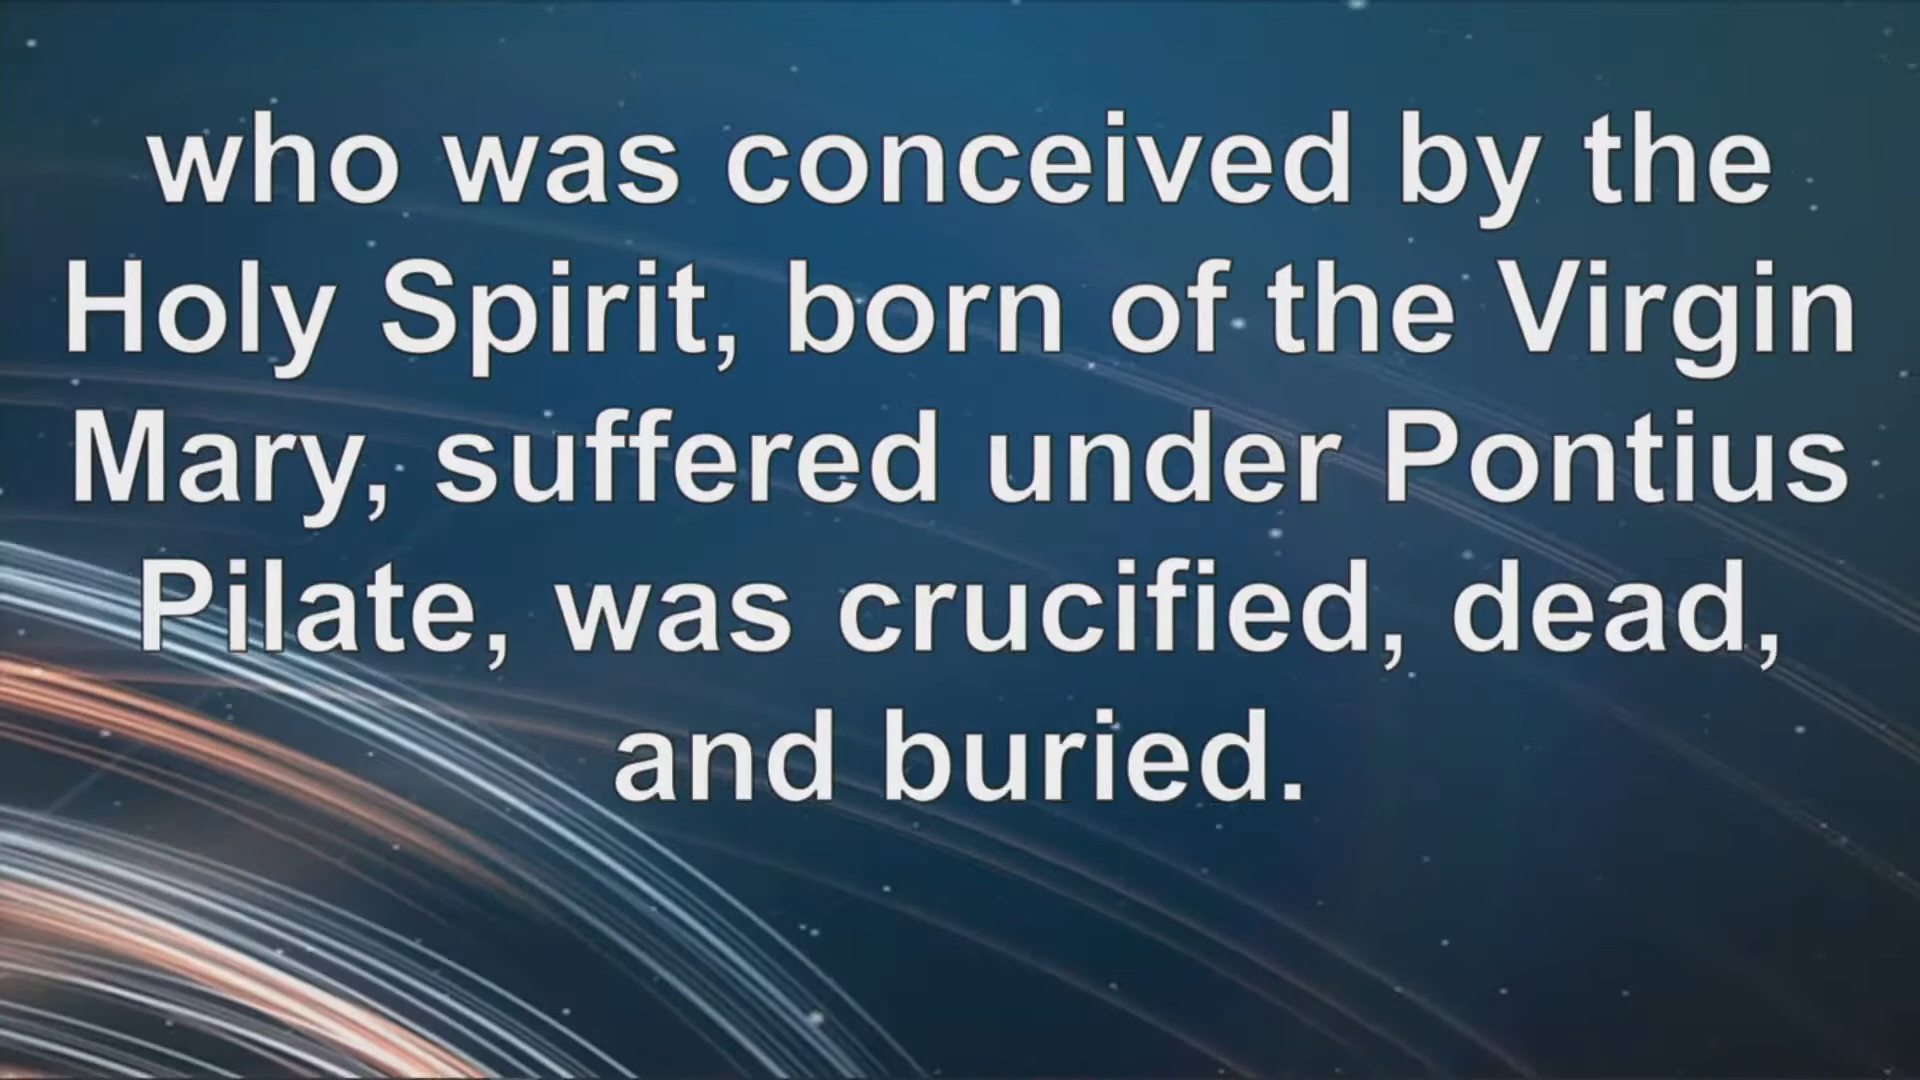 who was conceived by the
Holy Spirit, born of the Virgin
Mary, suffered under Pontius
Pilate, was crucified, dead,
and buried.